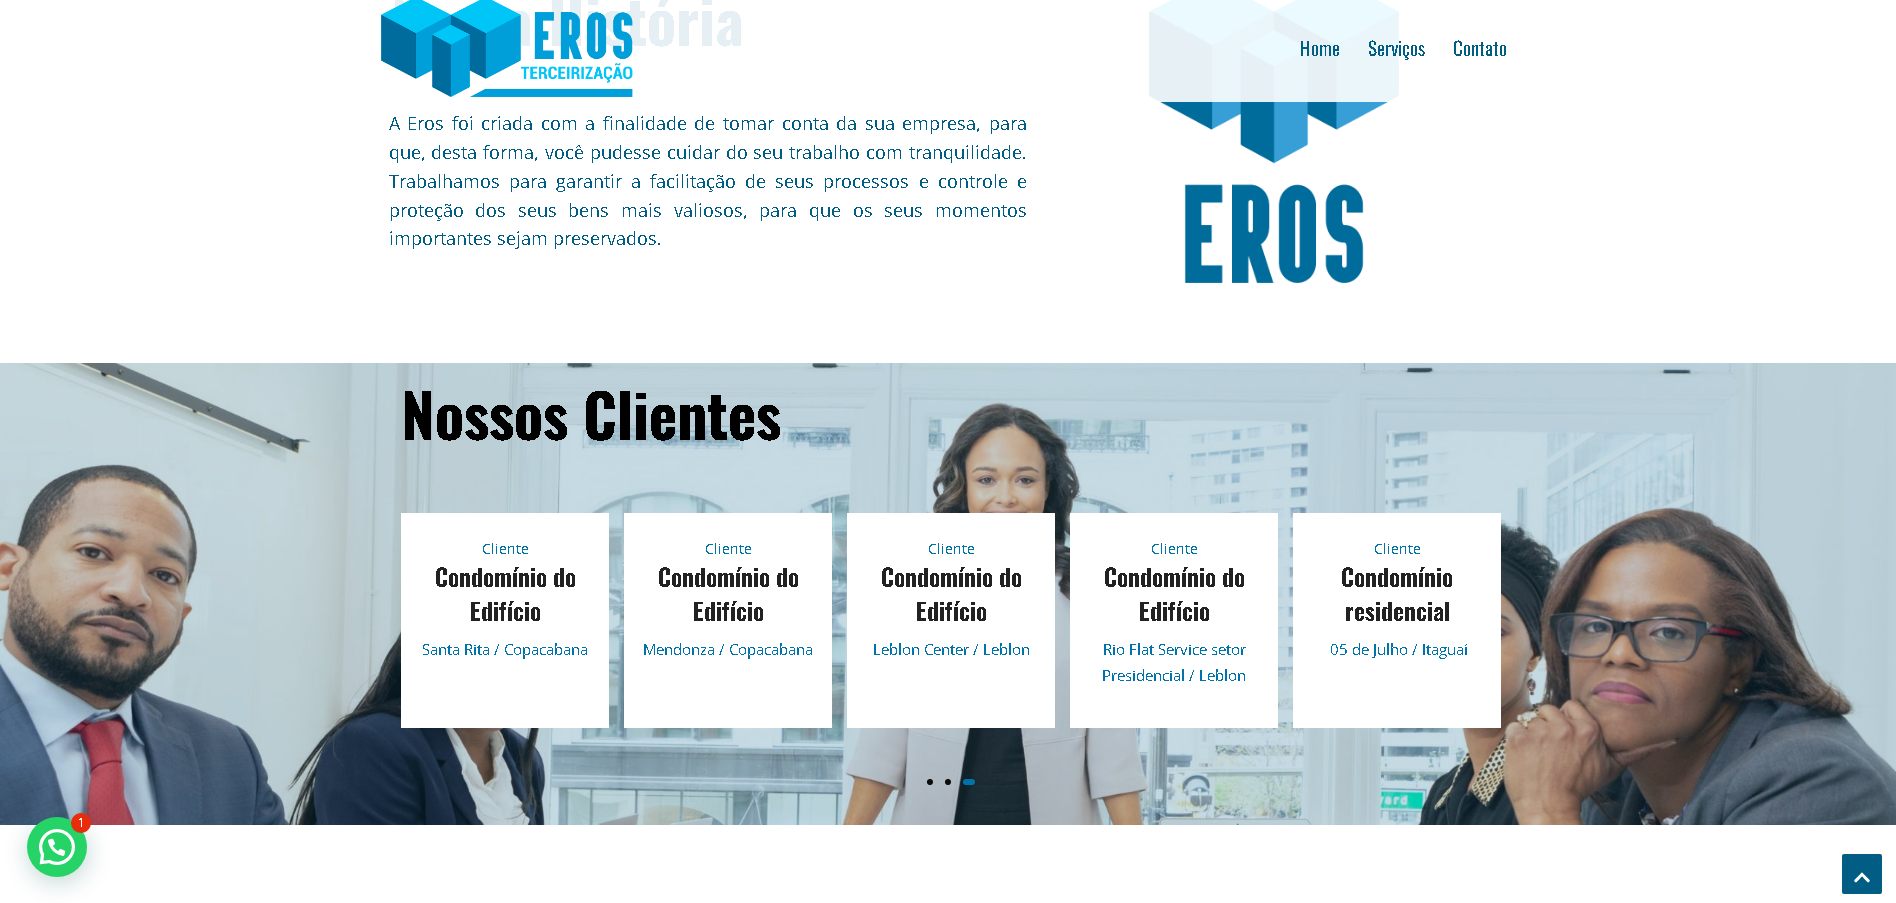 EROS
TERCEIRIZAÇÃO
História
Home
Serviços
Contato
A Eros foi criada com a finalidade de tomar conta da sua empresa, para
que, desta forma, você pudesse cuidar do seu trabalho com tranquilidade.
Trabalhamos para garantir a facilitação de seus processos e controle e
proteção dos seus bens mais valiosos, para que os seus momentos
importantes sejam preservados.
EROS
Nossos Clientes
Cliente
Condomínio do
Edifício
Santa Rita / Copacabana
Cliente
Condomínio do
Edifício
Mendonza / Copacabana
Cliente
Condomínio do
Edifício
Leblon Center / Leblon
Cliente
Condomínio do
Edifício
Rio Flat Service setor
Presidencial / Leblon
Cliente
Condomínio
residencial
05 de Julho / Itaguaí
1